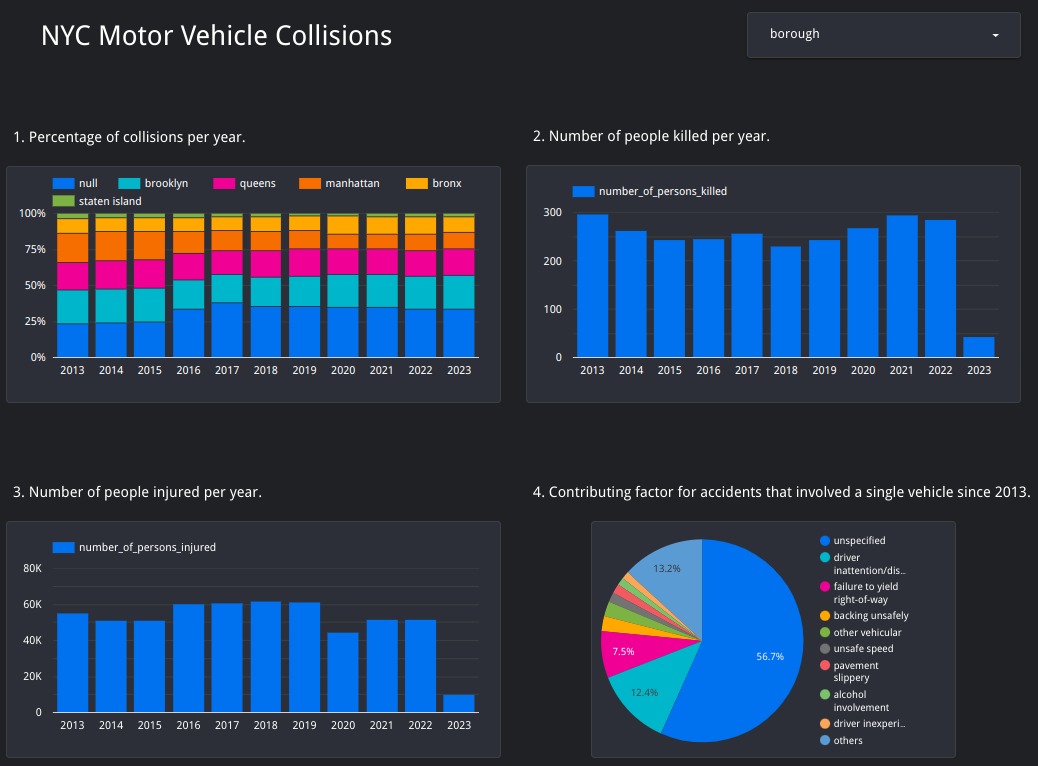 NYC Motor Vehicle Collisions
borough
1. Percentage of collisions per year.
2. Number of people killed per year.
null brooklyn queens manhattan bronx
staten island
100%
75%
50%
25%
0%
2013 2014 2015 2016 2017 2018 2019 2020 2021 2022 2023
number_of_persons_killed
300
200
100
0
2013 2014 2015 2016 2017 2018 2019 2020 2021 2022 2023
3. Number of people injured per year.
4. Contributing factor for accidents that involved a single vehicle since 2013.
number_of_persons_injured
80K
60K
40K
20K
0
2013 2014 2015 2016 2017 2018 2019 2020 2021 2022 2023
13.2%
56.7%
7.5%
12.4%
unspecified
driver
inattention/dis..
failure to yield
right-of-way
backing unsafely
other vehicular
unsafe speed
pavement
slippery
alcohol
involvement
driver inexperi..
others